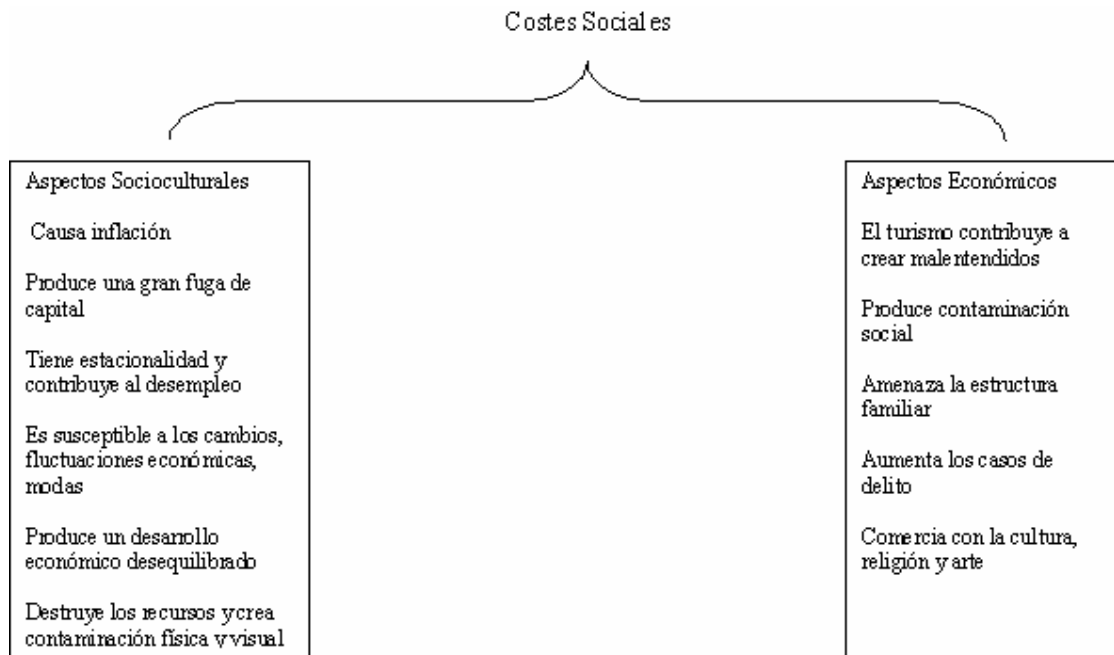 Costes Sociales
Aspectos Socioculturales
Causa inflación
Produce una gran fuga de
capital
Tiene estacionalidad y
contribuye al desempleo
Es susceptible a los cambios,
fluctuaciones económicas,
modas
Produce un desarrollo
económico desequilibrado
Destruye los recursos y crea
contaminación física y visual
Aspectos Económicos
El turismo contribuye a
crear malentendidos
Produce contaminación
social
Amenaza la estructura
familiar
Aumenta los casos de
delito
Comercia con la cultura,
religión y arte